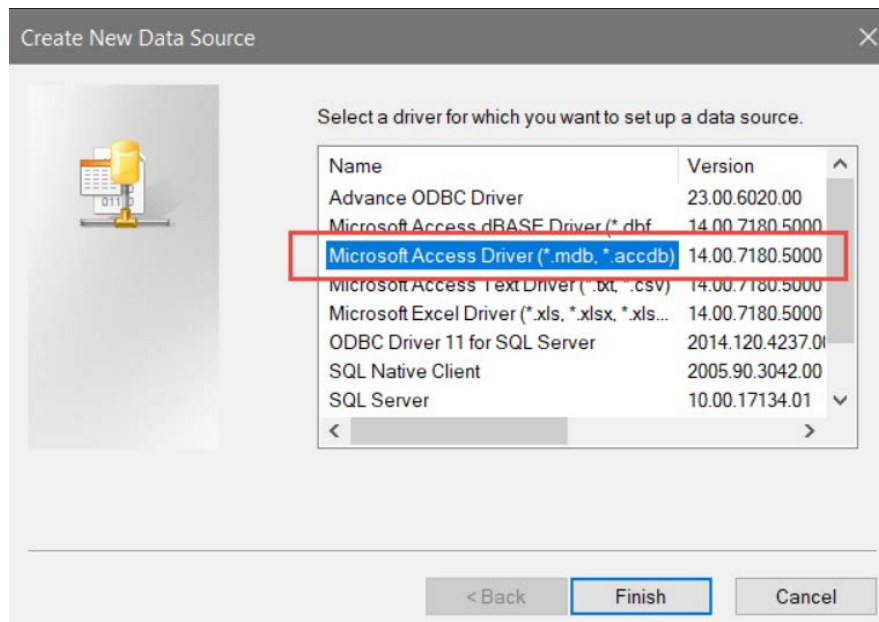 Create New Data Source
Select a driver for which you want to set up a data source.
Name Version
Advance ODBC Driver 23.00.6020.00
Microsoft Access dBASE Driver (*.dbf 14.00.7180.5000
Microsoft Access Driver (*.mdb, *.accdb) 14.00.7180.5000
Microsoft Access Text Driver (*.txt, *.csv) 14.00.7180.5000
Microsoft Excel Driver (*.xls, *.xlsx, *.xls... 14.00.7180.5000
ODBC Driver 11 for SQL Server 2014.120.4237.0
SQL Native Client 2005.90.3042.00
SQL Server 10.00.17134.01
< Back Finish Cancel